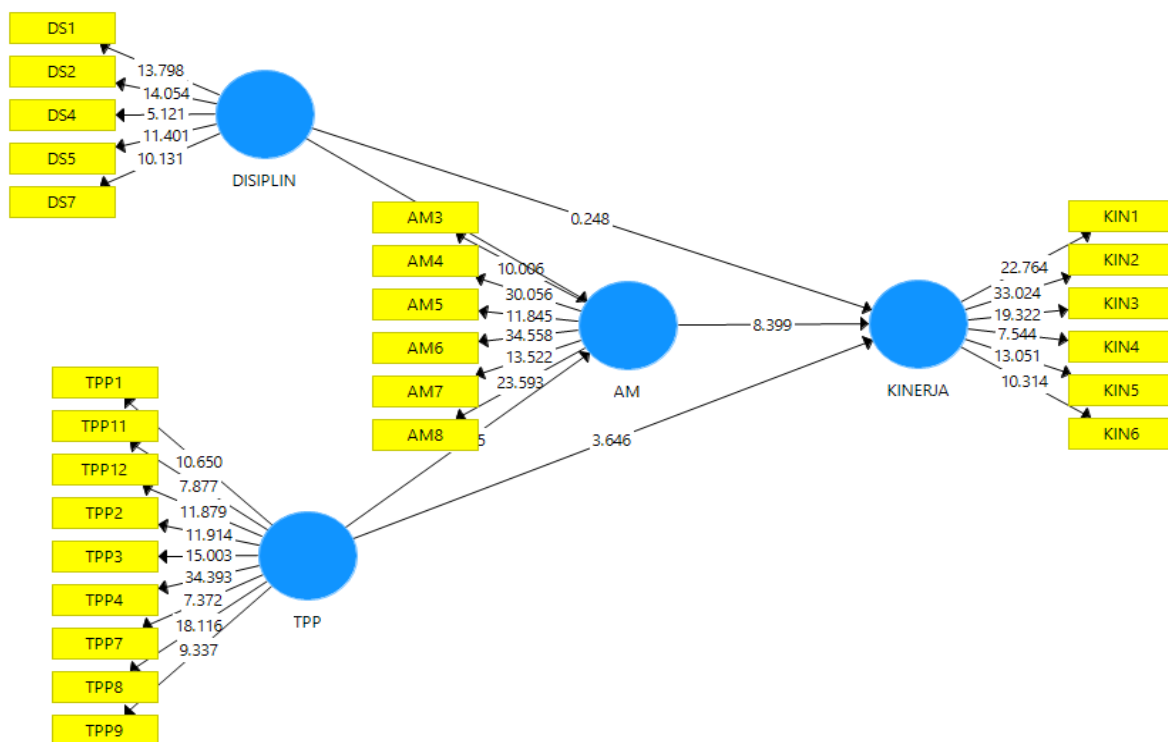 DS1
DS2
DS4
DS5
DS7
13.798
14.054
5.121
11.401
10.131
DISIPLIN
0.248
AM3
AM4
AM5
AM6
AM7
AM8
10.006
30.056
11.845
34.558
13.522
23.593
AM
8.399
KINERJA
22.764
33.024
19.322
7.544
13.051
10.314
KIN1
KIN2
KIN3
KIN4
KIN5
KIN6
TPP1
TPP11
TPP12
TPP2
TPP3
TPP4
TPP7
TPP8
TPP9
10.650
7.877
11.879
11.914
15.003
34.393
7.372
18.116
9.337
TPP
3.646